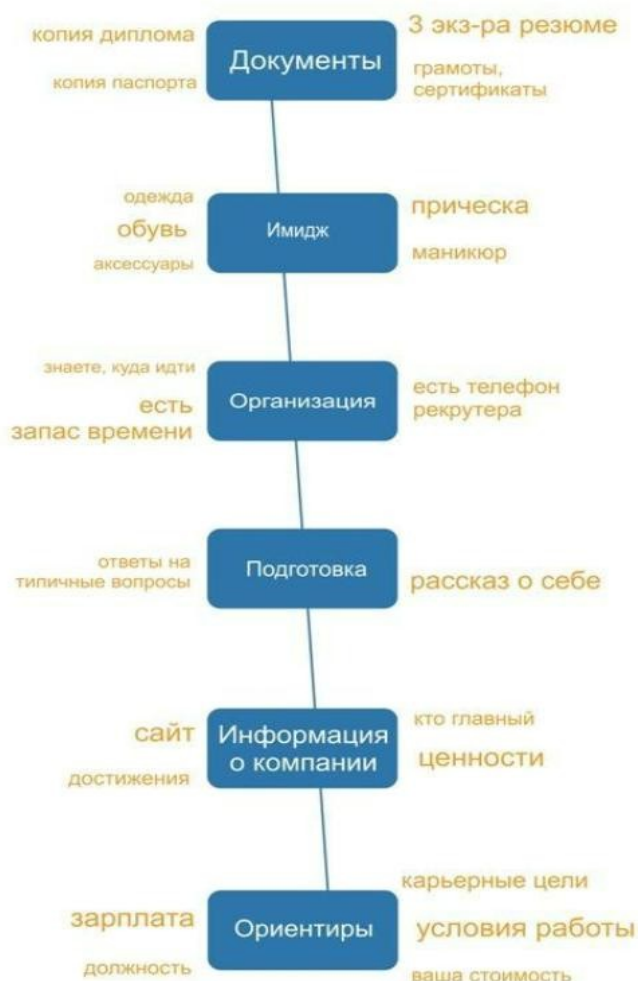 копия диплома
копия паспорта
Документы
3 экз-ра резюме
грамоты,
сертификаты
одежда
обувь
аксессуары
Имидж
прическа
маникюр
знаете, куда идти
есть
запас времени
Организация
есть телефон
рекрутера
ответы на
типичные вопросы
Подготовка
рассказ о себе
сайт
достижения
Информация
о компании
кто главный
ценности
зарплата
должность
Ориентиры
карьерные цели
условия работы
ваша стоимость